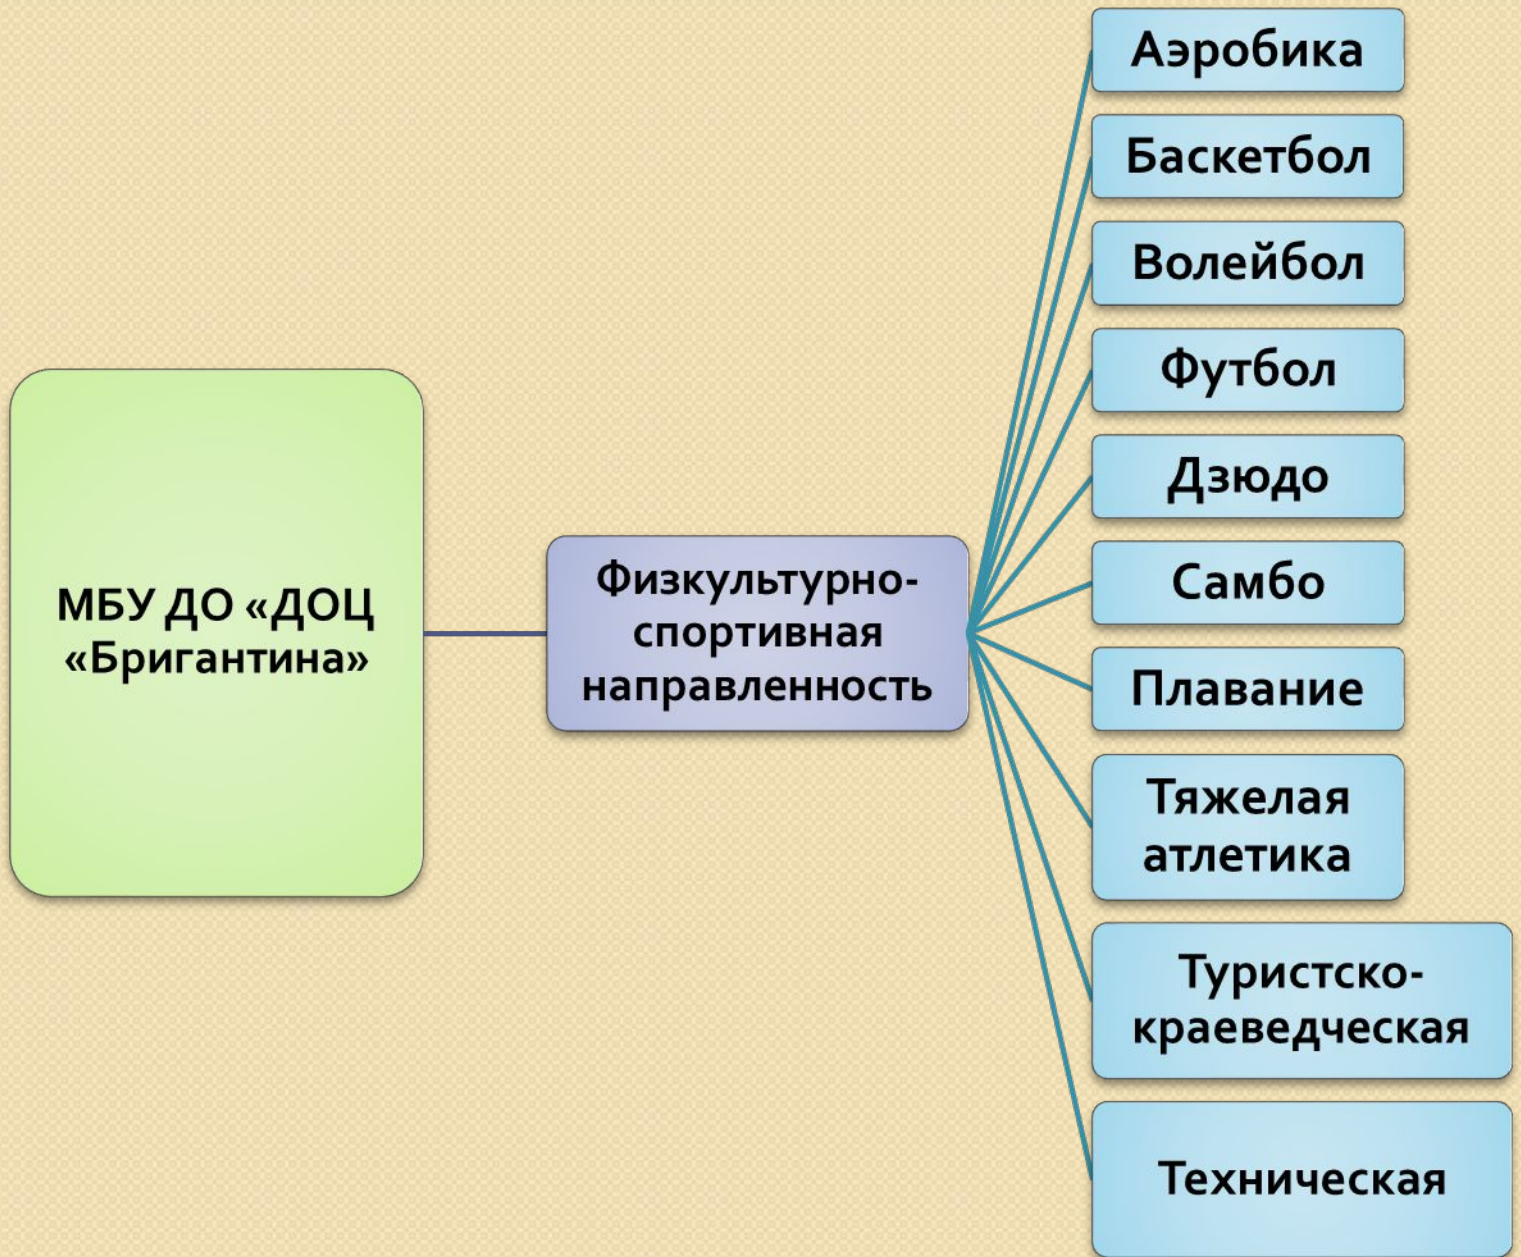 МБУ ДО «ДОЦ
«Бригантина»
Физкультурно-
спортивная
направленность
Аэробика
Баскетбол
Волейбол
Футбол
Дзюдо
Самбо
Плавание
Тяжелая
атлетика
Туристско-
краеведческая
Техническая